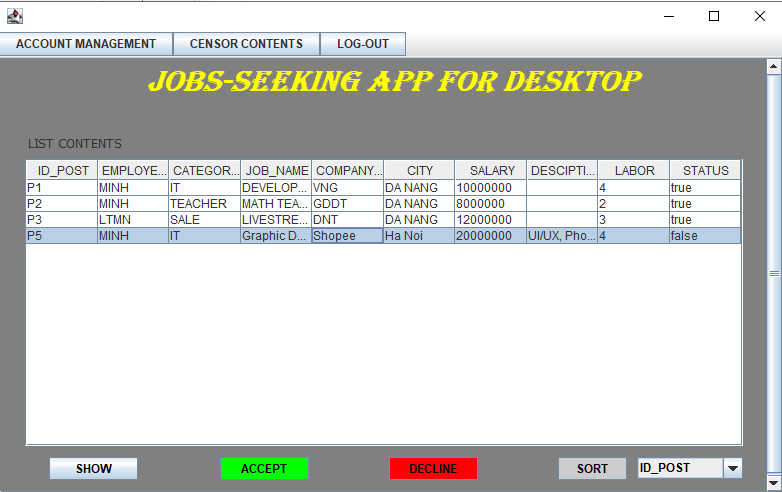 ACCOUNT MANAGEMENT CENSOR CONTENTS LOG-OUT
JOBS-SEEKING APP FOR DESKTOP
LIST CONTENTS
ID_POST EMPLOYE... CATEGOR... JOB_NAME COMPANY... CITY SALARY DESCIPTI... LABOR STATUS
P1 MINH IT DEVELOP... VNG DA NANG 10000000 4 true
P2 MINH TEACHER MATH TEA... GDDT DA NANG 8000000 2 true
P3 LTMN SALE LIVESTRE... DNT DA NANG 12000000 3 true
P5 MINH IT Graphic D... Shopee Ha Noi 20000000 UI/UX, Pho... 4 false
SHOW ACCEPT DECLINE SORT ID_POST